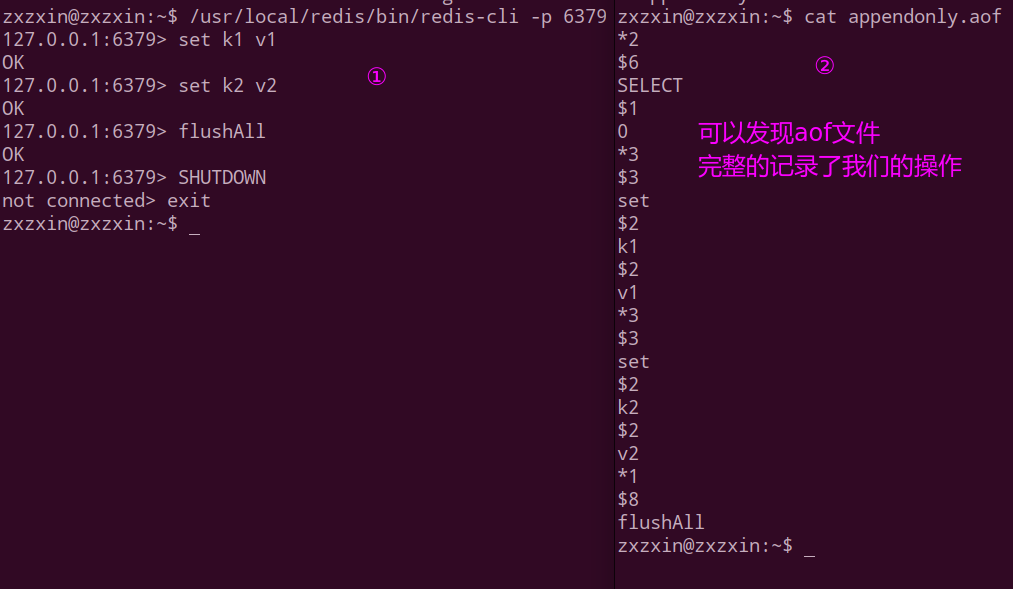 zxzxin@zxzxin:~$ /usr/local/redis/bin/redis-cli -p 6379
127.0.0.1:6379> set k1 v1
OK
①
127.0.0.1:6379> set k2 v2
OK
127.0.0.1:6379> flushAll
OK
127.0.0.1:6379> SHUTDOWN
not connected> exit
zxzxin@zxzxin:~$ _
zxzxin@zxzxin:~$ cat appendonly.aof
*2
$6
②
SELECT
$1
0
可以发现aof文件
*3
完整的记录了我们的操作
$3
set
$2
k1
$2
v1
*3
$3
set
$2
k2
$2
v2
*1
$8
flushAll
zxzxin@zxzxin:~$ _